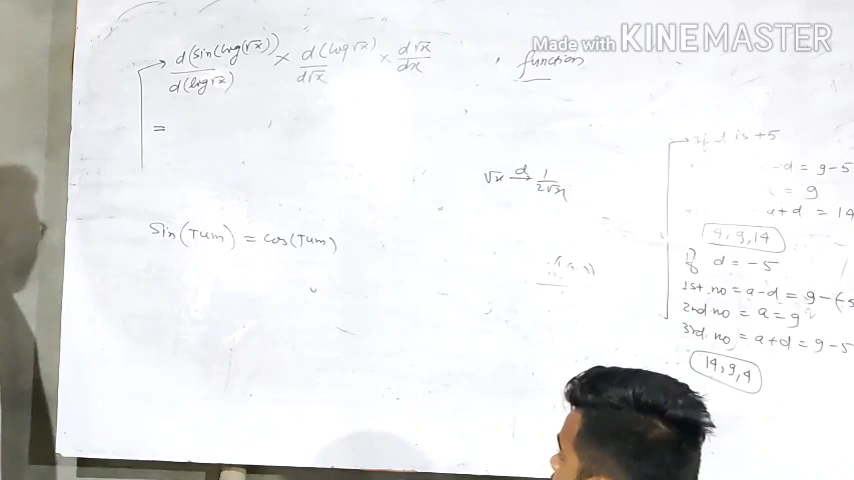 Made with KINEMASTER
d(sin(log(√x)) / d(log√x) × d(log√x) / d√x × d√x / dx
function
=
√x d→ 1/2√x
Sin(Tum) = cos(Tum)
d is +5
-d = 9-5
= 9
a+d = 14
4,9,14
If d = -5
1st no = a-d = 9-(-5
2nd no = a = 9
3rd no = a+d = 9-5
14,9,4